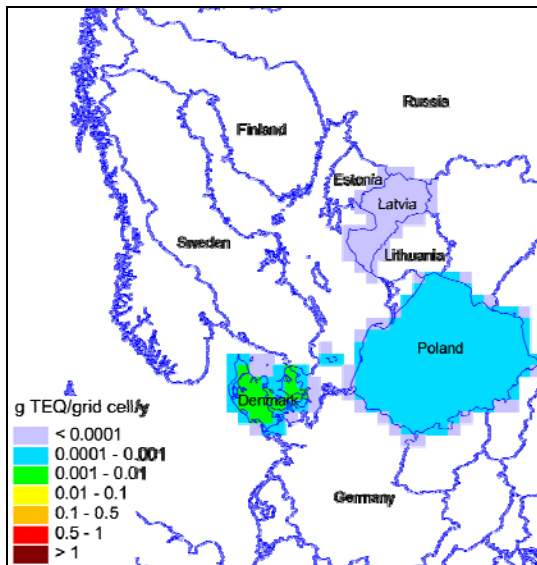 Russia
Finland
Estonia
Latvia
Sweden
Lithuania
Poland
Denmark
g TEQ/grid cell/y
< 0.0001
0.0001 - 0.001
0.001 - 0.01
0.01 - 0.1
0.1 - 0.5
0.5 - 1
> 1
Germany